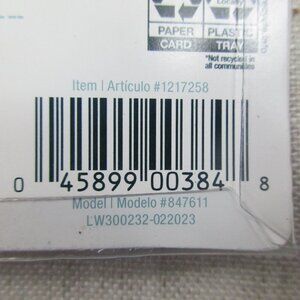 PAPER PLASTIC
CARD TRAY
*Not recycled in
all communities
Item | Artículo #1217258
0 45899 00384 8
Model | Modelo #847611
LW300232-022023